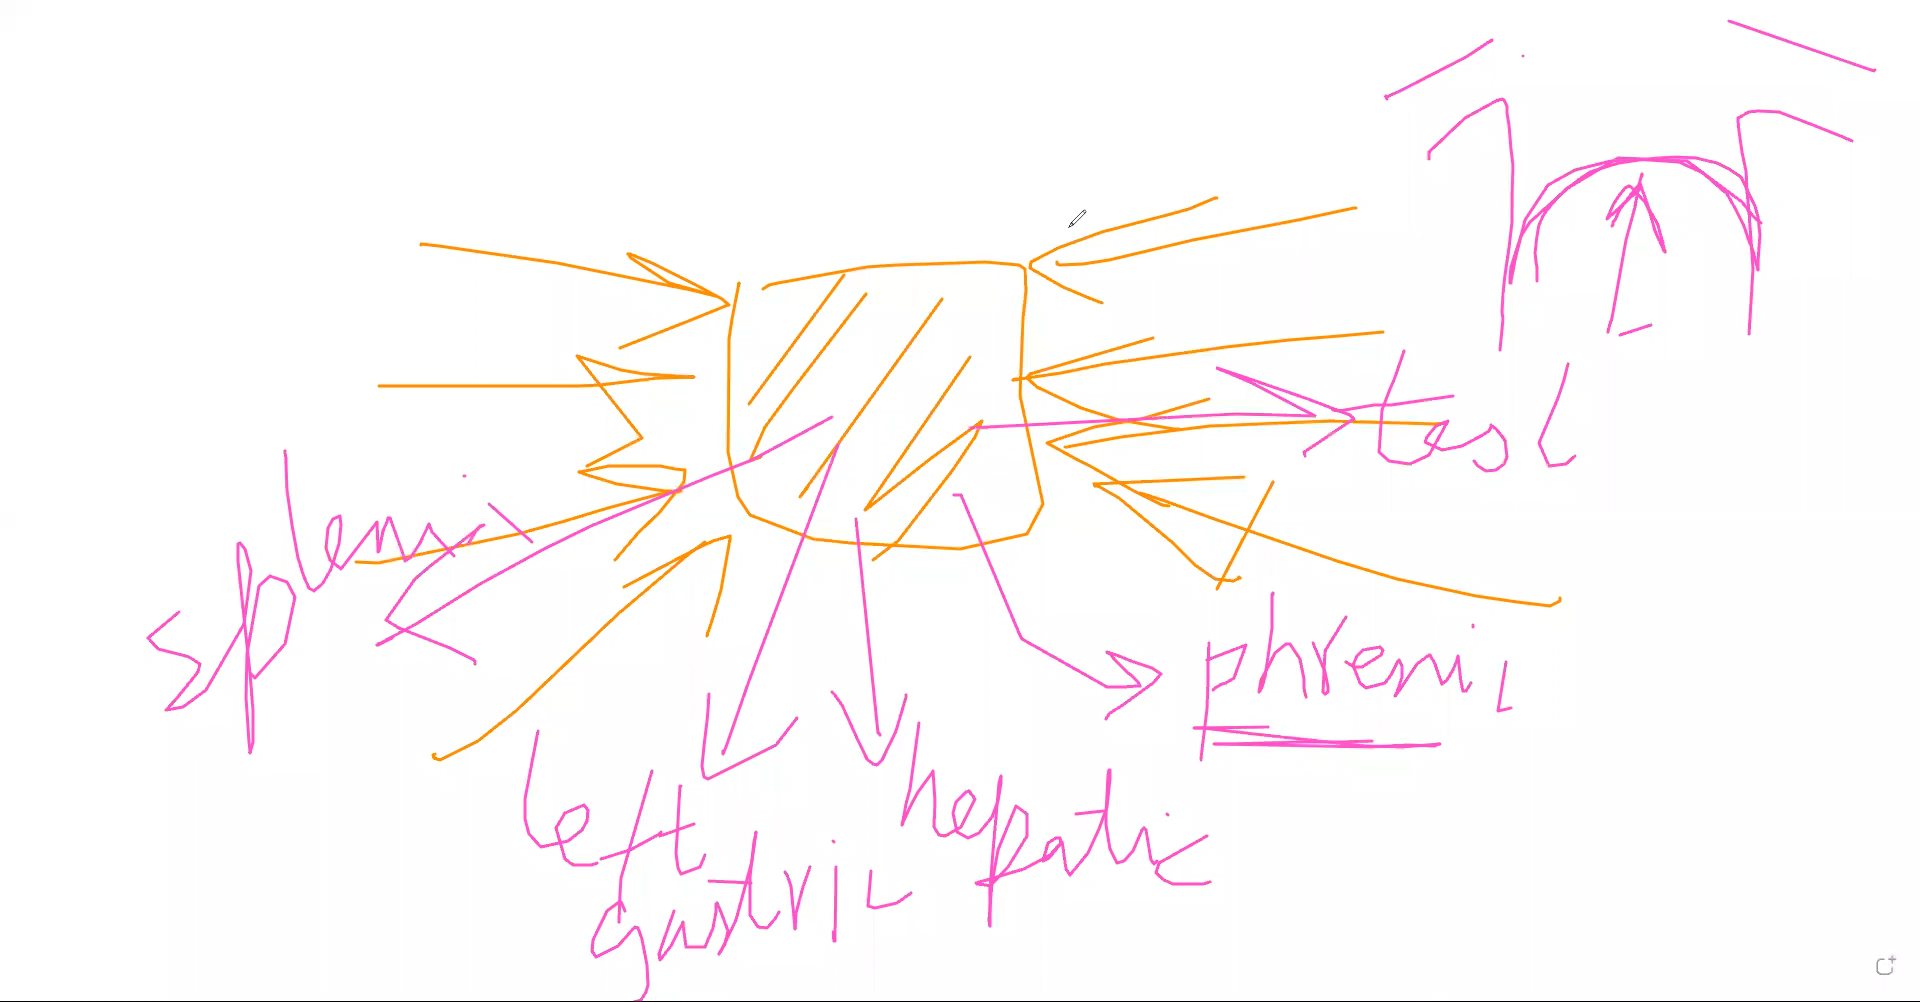 splenic
test
phrenic
left
gastric
hepatic